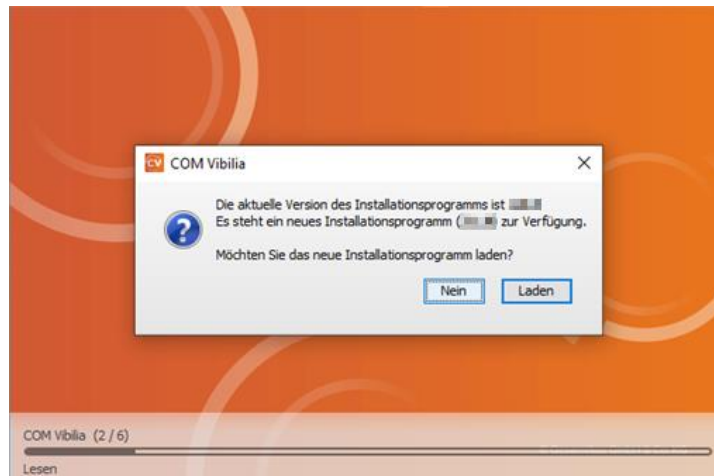 CV COM Vibilia
Die aktuelle Version des Installationsprogramms ist
Es steht ein neues Installationsprogramm ( ) zur Verfügung.
Möchten Sie das neue Installationsprogramm laden?
Nein Laden
COM Vibilia (2 / 6)
Lesen